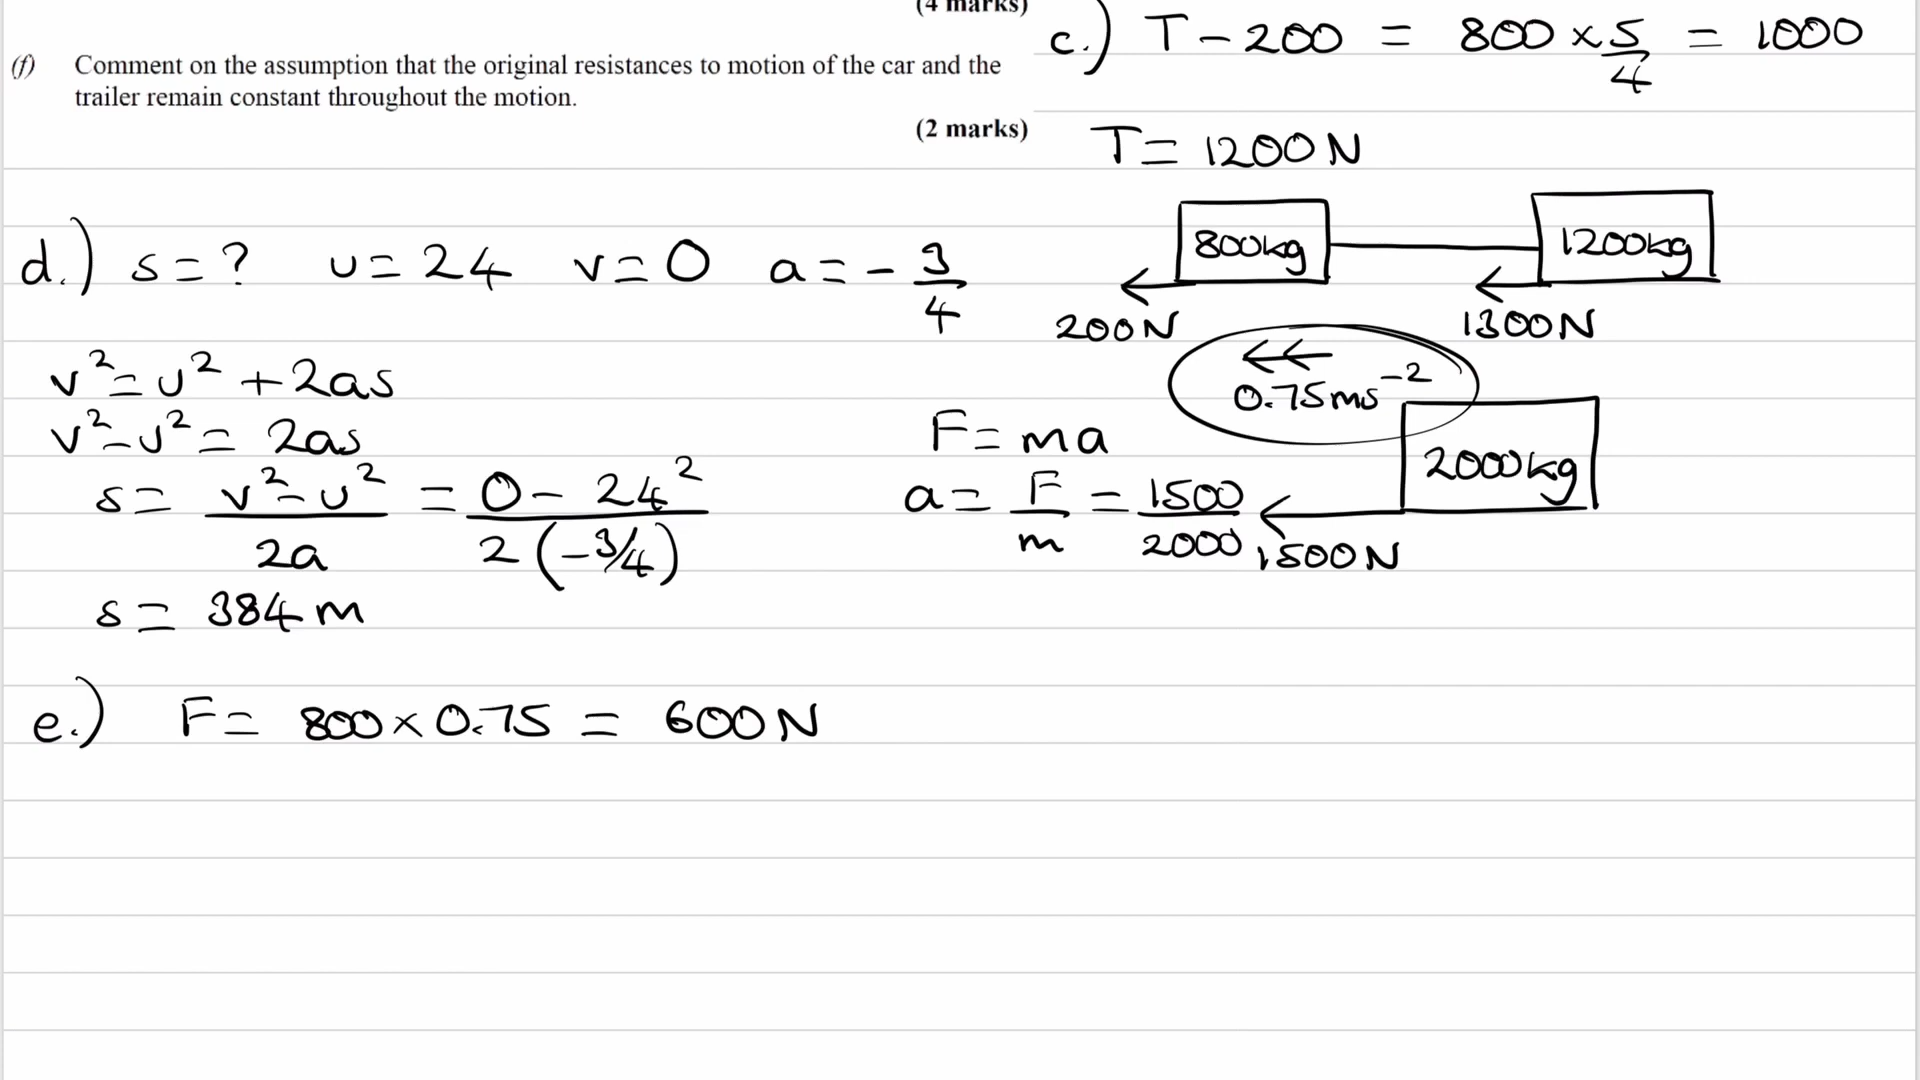 (4 marks)
(f) Comment on the assumption that the original resistances to motion of the car and the
trailer remain constant throughout the motion.
(2 marks)
c.) T - 200 = 800 × 5/4 = 1000
T = 1200N
800kg
1200kg
200N
1300N
0.75ms⁻²
2000kg
1500N
F = ma
a = F/m = 1500/2000
d.) s = ? u = 24 v = 0 a = - 3/4
v² = u² + 2as
v² - u² = 2as
s = (v² - u²)/2a = (0 - 24²)/2(-3/4)
s = 384m
e.) F = 800 × 0.75 = 600N